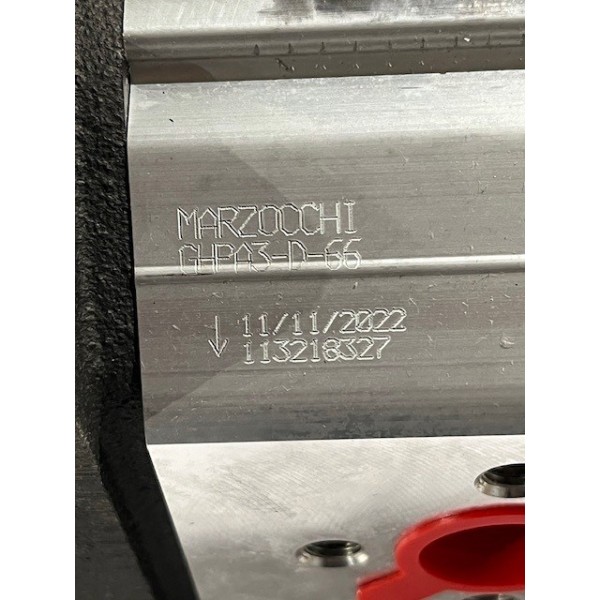 MARZOCCHI
GHPA3-D-66
↓ 11/11/2022
113218327